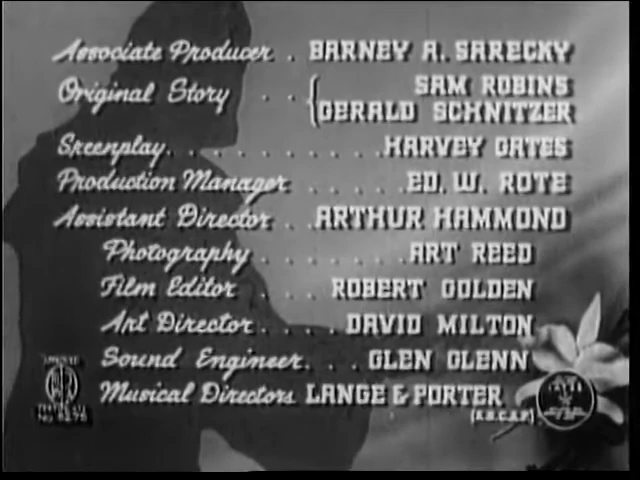 Associate Producer . BARNEY A. SARECKY
Original Story . . { SAM ROBINS
GERALD SCHNITZER
Screenplay. . . . . . . . . . . HARVEY GATES
Production Manager . . . . . ED. W. ROTE
Assistant Director . . ARTHUR HAMMOND
Photography . . . . . . . ART REED
Film Editor . . . ROBERT GOLDEN
Art Director . . . . DAVID MILTON
Sound Engineer. . . . GLEN GLENN
Musical Directors LANGE & PORTER
(A.S.C.A.P.)